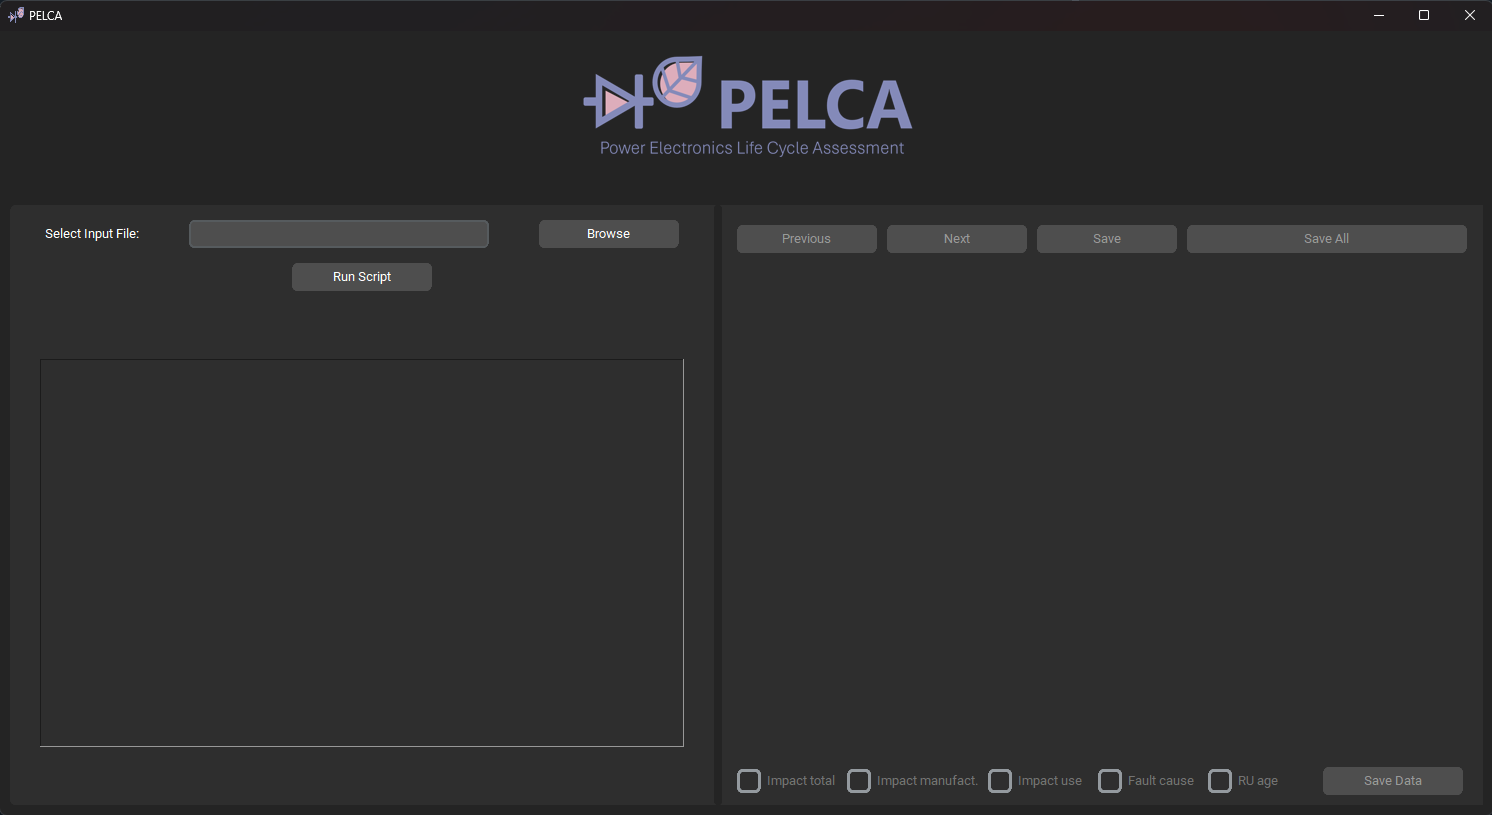 PELCA
PELCA
Power Electronics Life Cycle Assessment
Select Input File:
Browse
Run Script
Previous
Next
Save
Save All
Impact total
Impact manufact.
Impact use
Fault cause
RU age
Save Data